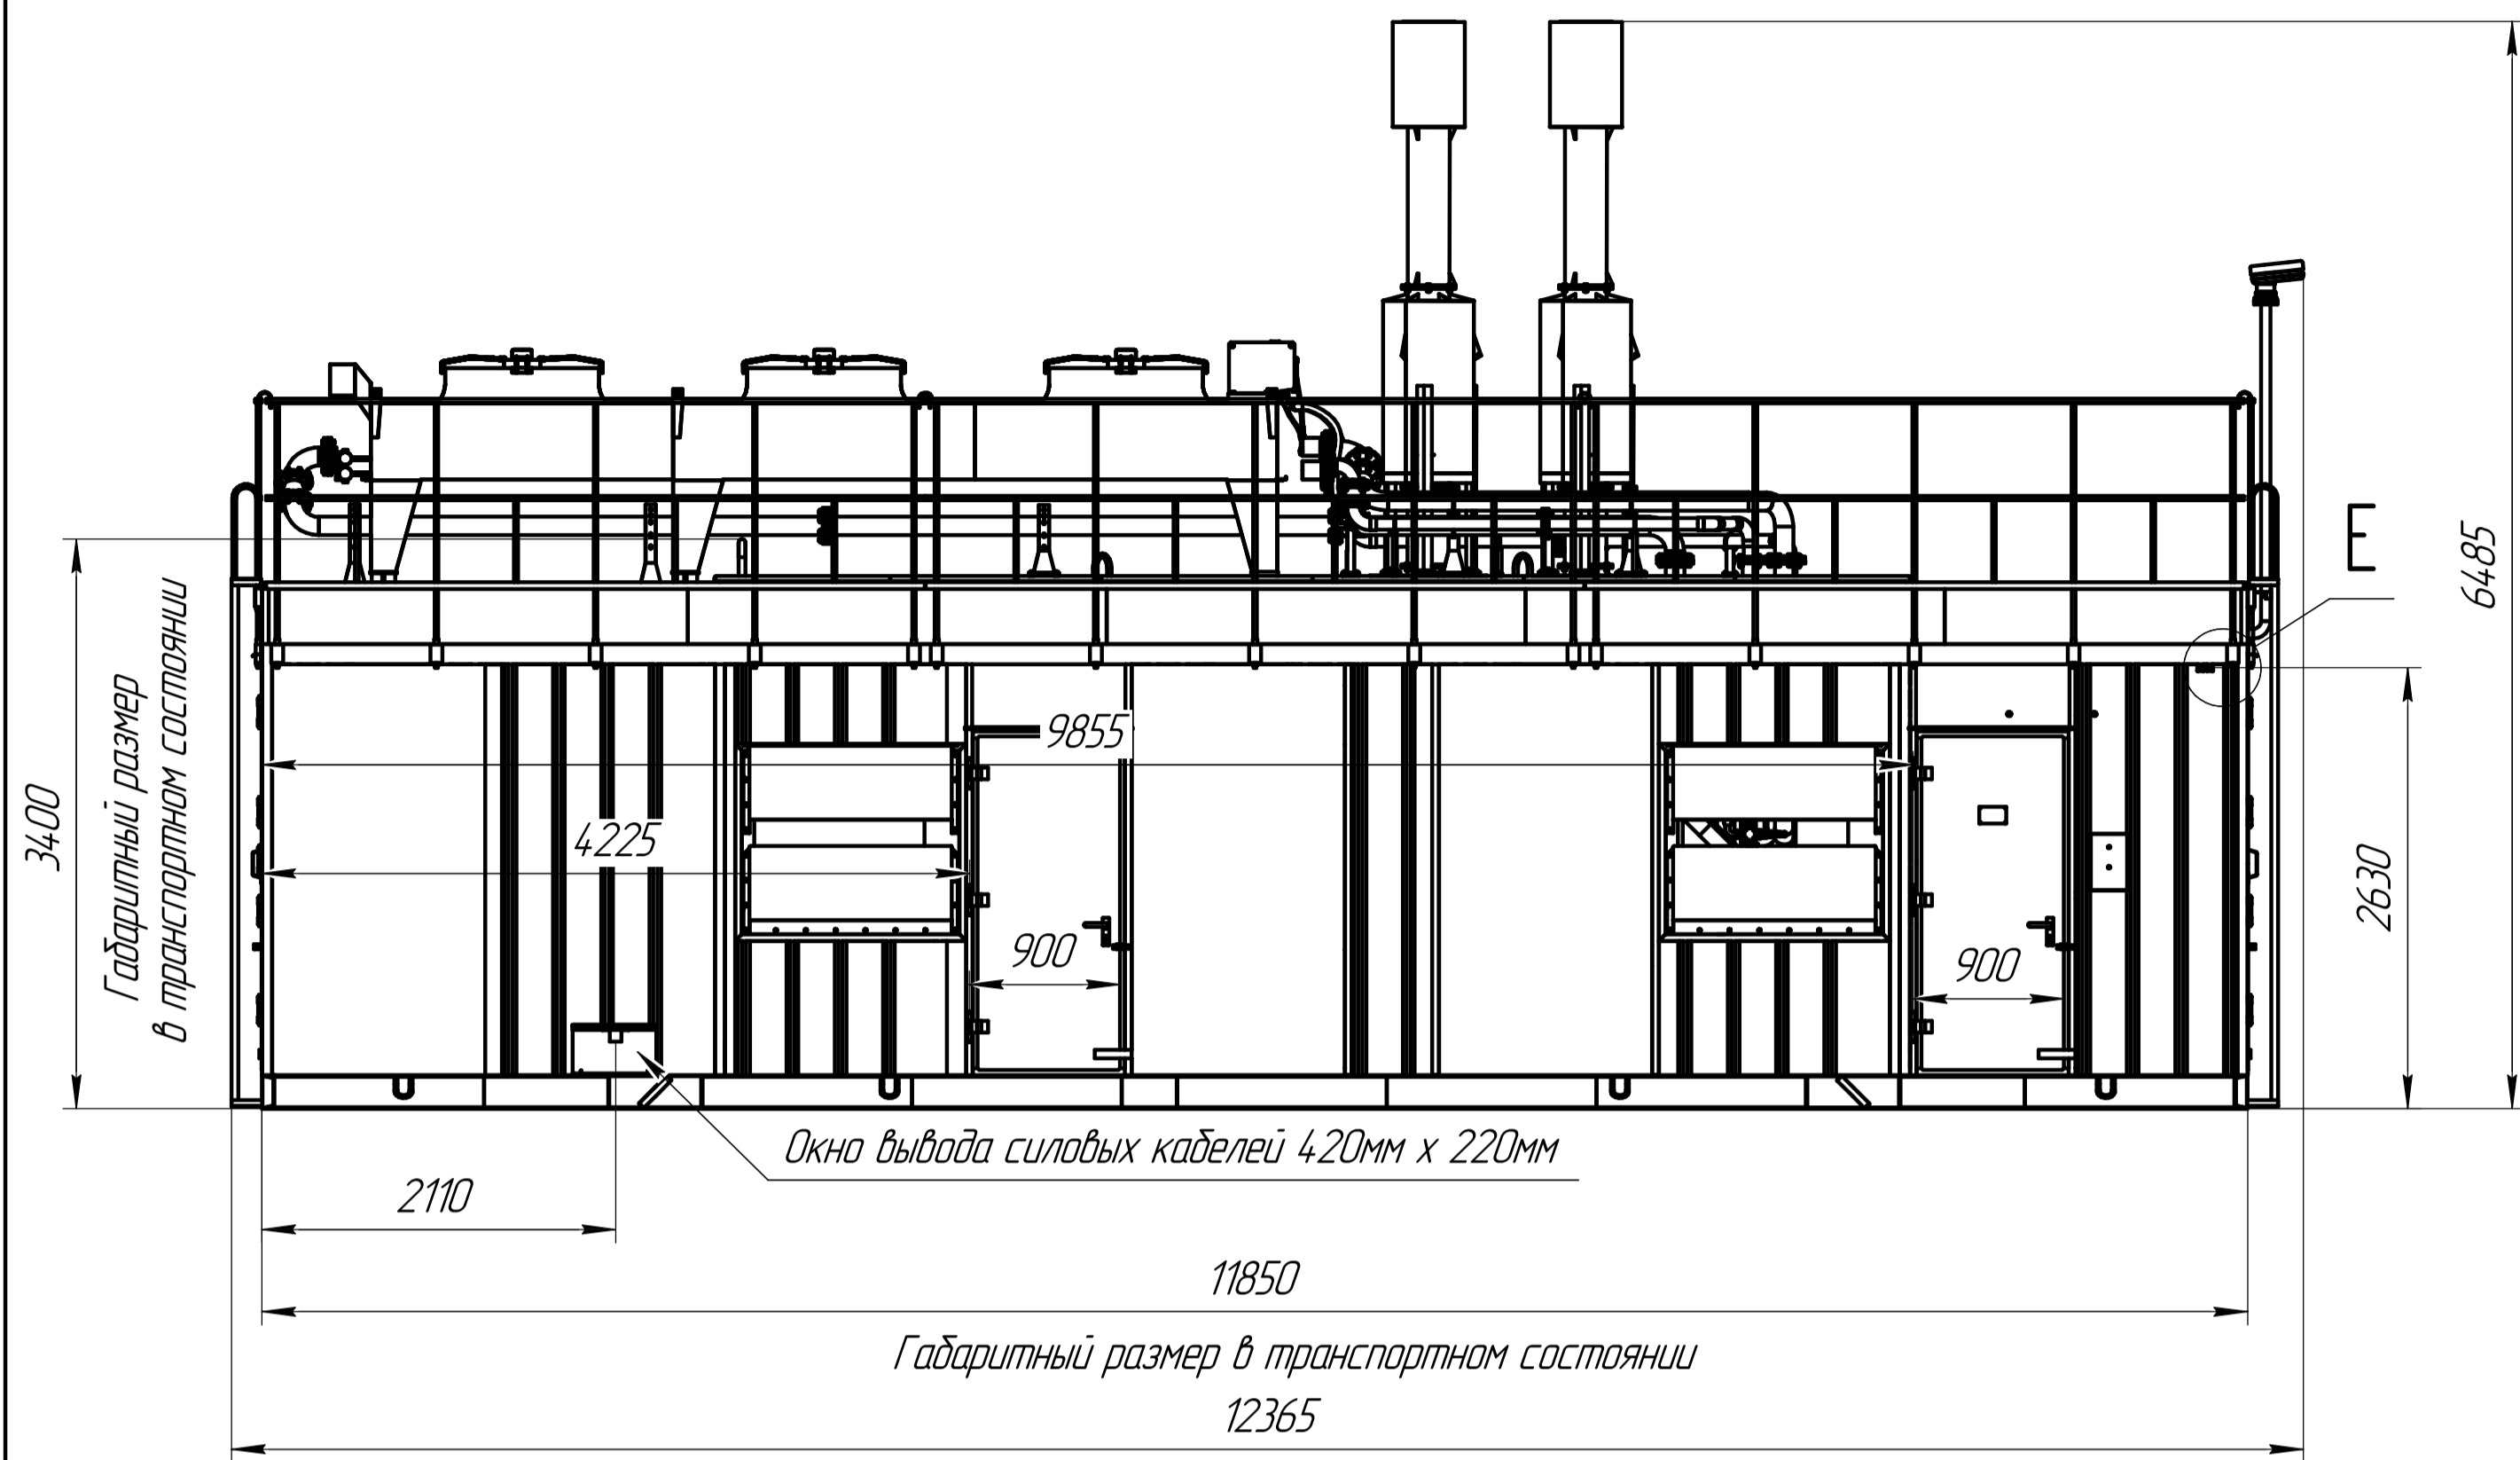 6485
E
3400
Габаритный размер
в транспортном состоянии
9855
4225
2630
900
900
Окно вывода силовых кабелей 420мм х 220мм
2110
11850
Габаритный размер в транспортном состоянии
12365